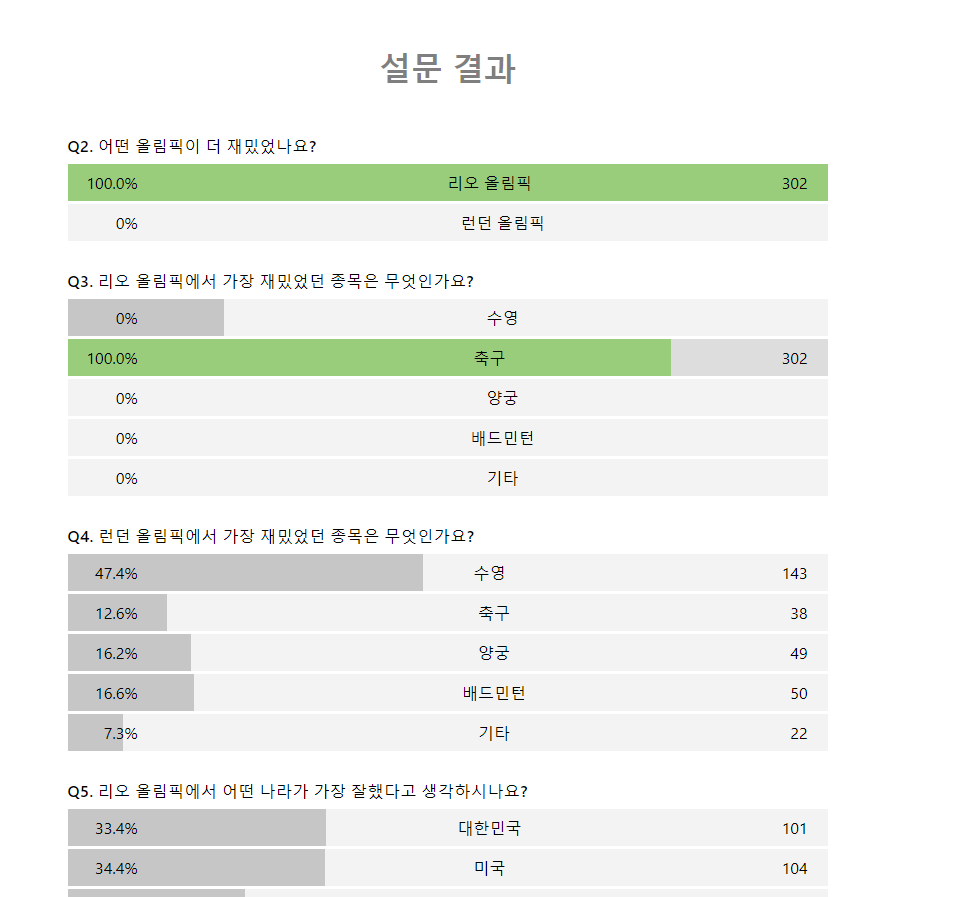 설문 결과
Q2. 어떤 올림픽이 더 재밌었나요?
100.0% 리오 올림픽 302
0% 런던 올림픽
Q3. 리오 올림픽에서 가장 재밌었던 종목은 무엇인가요?
0% 수영
100.0% 축구 302
0% 양궁
0% 배드민턴
0% 기타
Q4. 런던 올림픽에서 가장 재밌었던 종목은 무엇인가요?
47.4% 수영 143
12.6% 축구 38
16.2% 양궁 49
16.6% 배드민턴 50
7.3% 기타 22
Q5. 리오 올림픽에서 어떤 나라가 가장 잘했다고 생각하시나요?
33.4% 대한민국 101
34.4% 미국 104